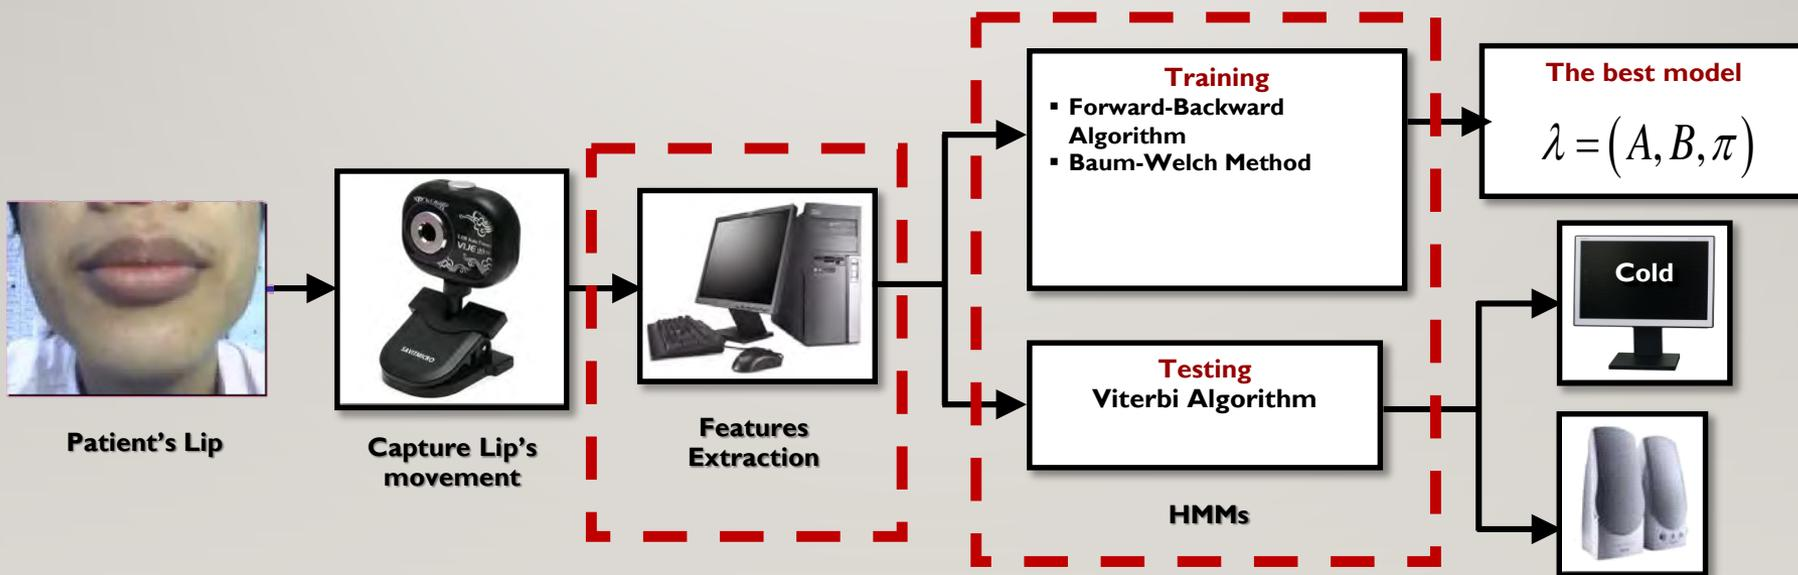 Patient's Lip
Capture Lip's
movement
SAVITMICRO
Features
Extraction
Training
▪ Forward-Backward
Algorithm
▪ Baum-Welch Method
Testing
Viterbi Algorithm
HMMs
The best model
λ = (A, B, π)
Cold